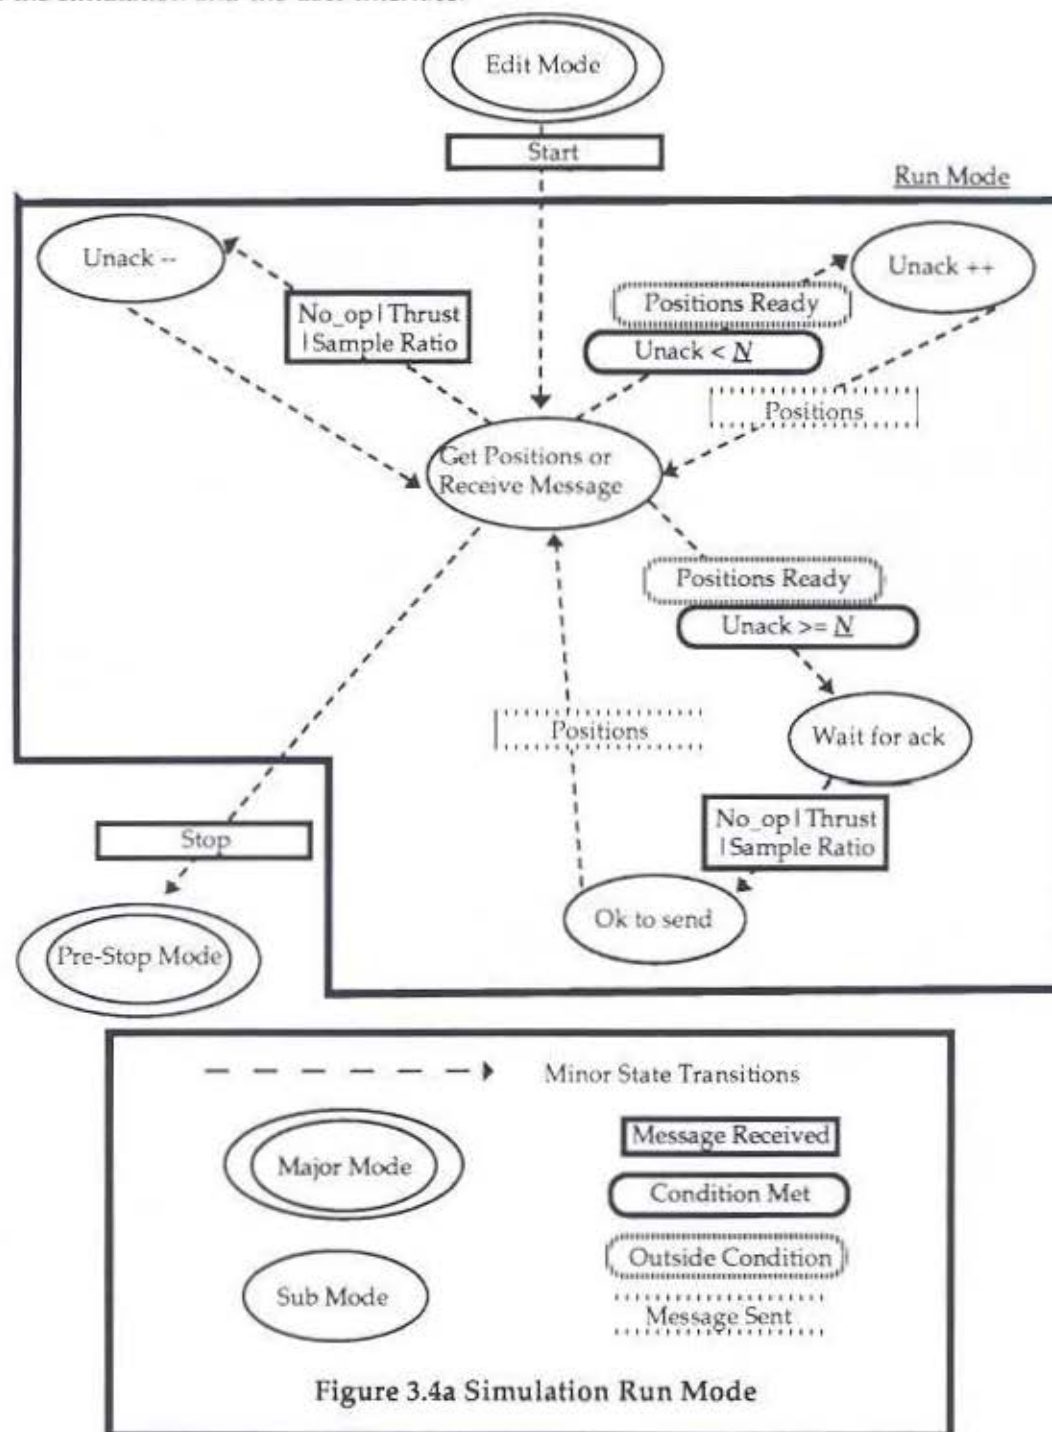 the simulation and the user interface.
Edit Mode
Start
Run Mode
Unack --
Unack ++
No_op | Thrust
| Sample Ratio
Positions Ready
Unack < N
Positions
Get Positions or
Receive Message
Positions Ready
Unack >= N
Positions
Wait for ack
No_op | Thrust
| Sample Ratio
Stop
Ok to send
Pre-Stop Mode
Minor State Transitions
Major Mode
Message Received
Condition Met
Outside Condition
Sub Mode
Message Sent
Figure 3.4a Simulation Run Mode